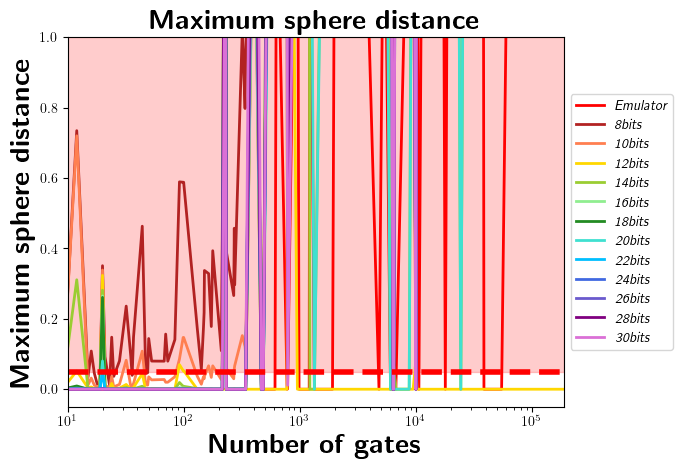 Maximum sphere distance
Maximum sphere distance
1.0
0.8
0.6
0.4
0.2
0.0
10^1
10^2
10^3
10^4
10^5
Number of gates
Emulator
8bits
10bits
12bits
14bits
16bits
18bits
20bits
22bits
24bits
26bits
28bits
30bits